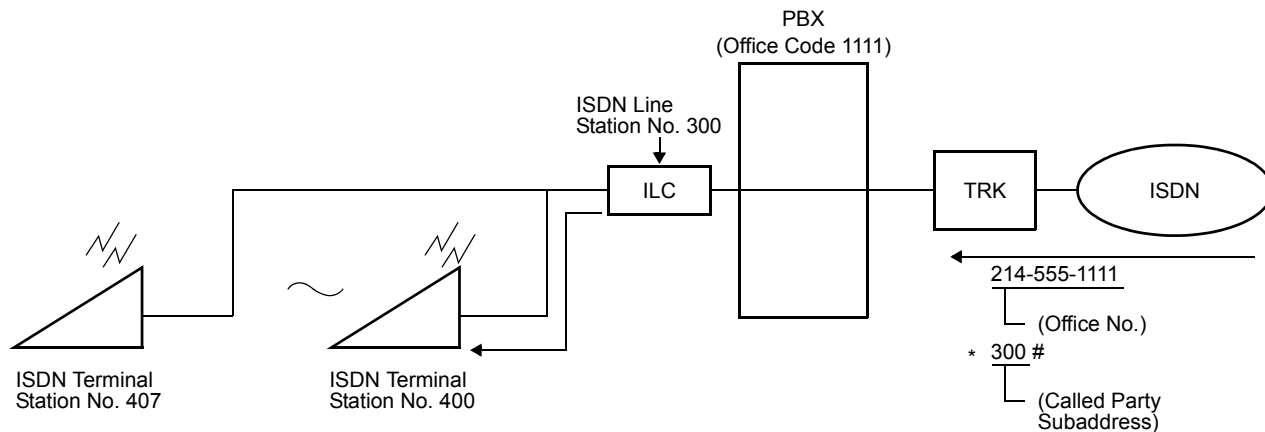 PBX
(Office Code 1111)
ISDN Line
Station No. 300
ILC
TRK
ISDN
214-555-1111
(Office No.)
* 300 #
(Called Party
Subaddress)
ISDN Terminal
Station No. 407
ISDN Terminal
Station No. 400